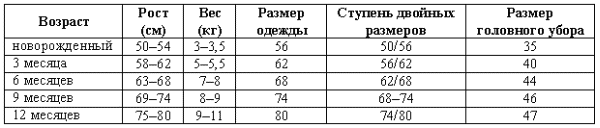 Возраст Рост (см) Вес (кг) Размер одежды Ступень двойных размеров Размер головного убора
новорожденный 50–54 3–3,5 56 50/56 35
3 месяца 58–62 5–5,5 62 56/62 40
6 месяцев 63–68 7–8 68 62/68 44
9 месяцев 69–74 8–9 74 68–74 46
12 месяцев 75–80 9–11 80 74/80 47